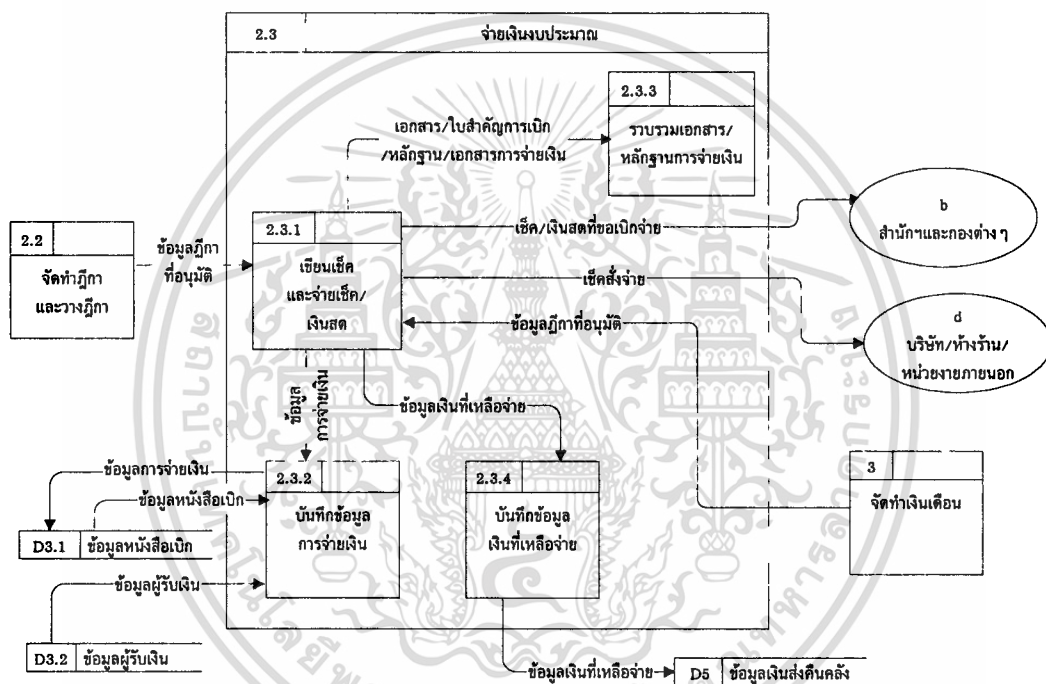 2.3 จ่ายเงินงบประมาณ
2.3.3
รวบรวมเอกสาร/
หลักฐานการจ่ายเงิน
เอกสาร/ใบสำคัญการเบิก
/หลักฐาน/เอกสารการจ่ายเงิน
2.2
จัดทำฎีกา
และวางฎีกา
ข้อมูลฎีกา
ที่อนุมัติ
2.3.1
เขียนเช็ค
และจ่ายเช็ค/
เงินสด
เช็ค/เงินสดที่ขอเบิกจ่าย
b
สำนักฯและกองต่าง ๆ
เช็คสั่งจ่าย
ข้อมูลฎีกาที่อนุมัติ
d
บริษัท/ห้างร้าน/
หน่วยงายภายนอก
ข้อมูล
การจ่ายเงิน
ข้อมูลเงินที่เหลือจ่าย
ข้อมูลการจ่ายเงิน
ข้อมูลหนังสือเบิก
2.3.2
บันทึกข้อมูล
การจ่ายเงิน
2.3.4
บันทึกข้อมูล
เงินที่เหลือจ่าย
3
จัดทำเงินเดือน
D3.1 ข้อมูลหนังสือเบิก
ข้อมูลผู้รับเงิน
D3.2 ข้อมูลผู้รับเงิน
ข้อมูลเงินที่เหลือจ่าย
D5 ข้อมูลเงินส่งคืนคลัง